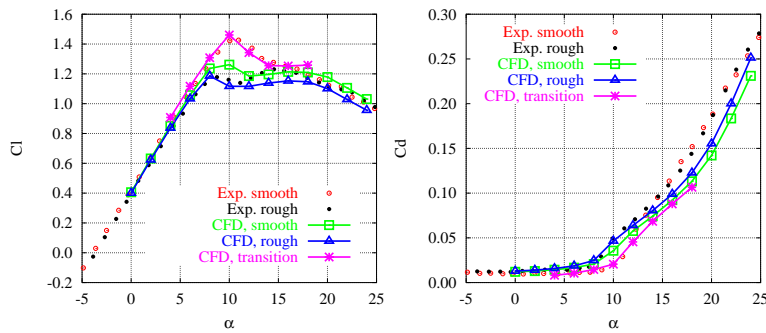 1.6
1.4
1.2
1.0
0.8
0.6
0.4
0.2
0.0
-0.2
-5 0 5 10 15 20 25
Cl
α
Exp. smooth
Exp. rough
CFD, smooth
CFD, rough
CFD, transition
0.30
0.25
0.20
0.15
0.10
0.05
0.00
-5 0 5 10 15 20 25
Cd
α
Exp. smooth
Exp. rough
CFD, smooth
CFD, rough
CFD, transition